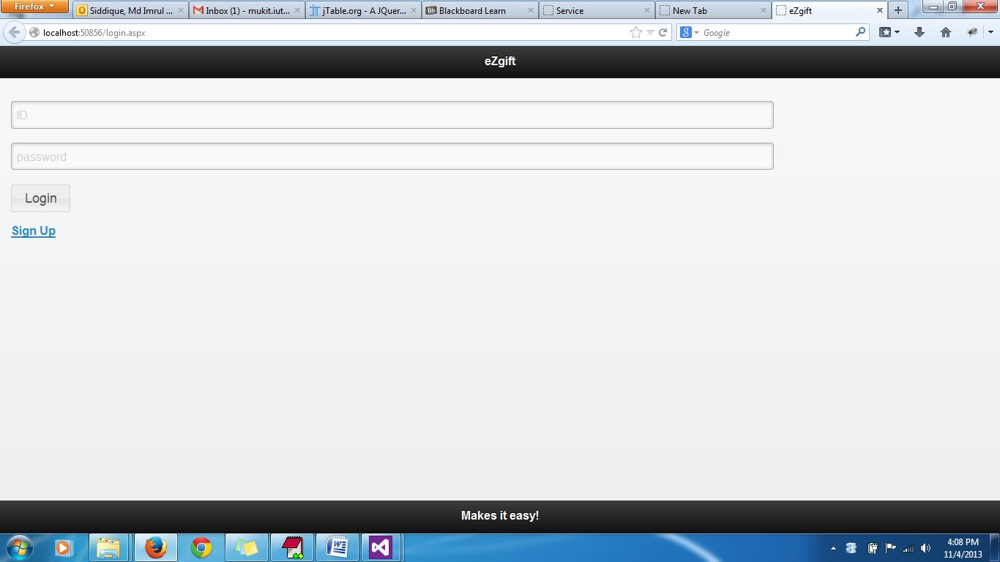 Firefox
Siddique, Md Imrul ...
Inbox (1) - mukit.iut...
jTable.org - A JQuer...
Bb Blackboard Learn
Service
New Tab
eZgift
localhost:50856/login.aspx
Google
eZgift
ID
password
Login
Sign Up
Makes it easy!
4:08 PM
11/4/2013